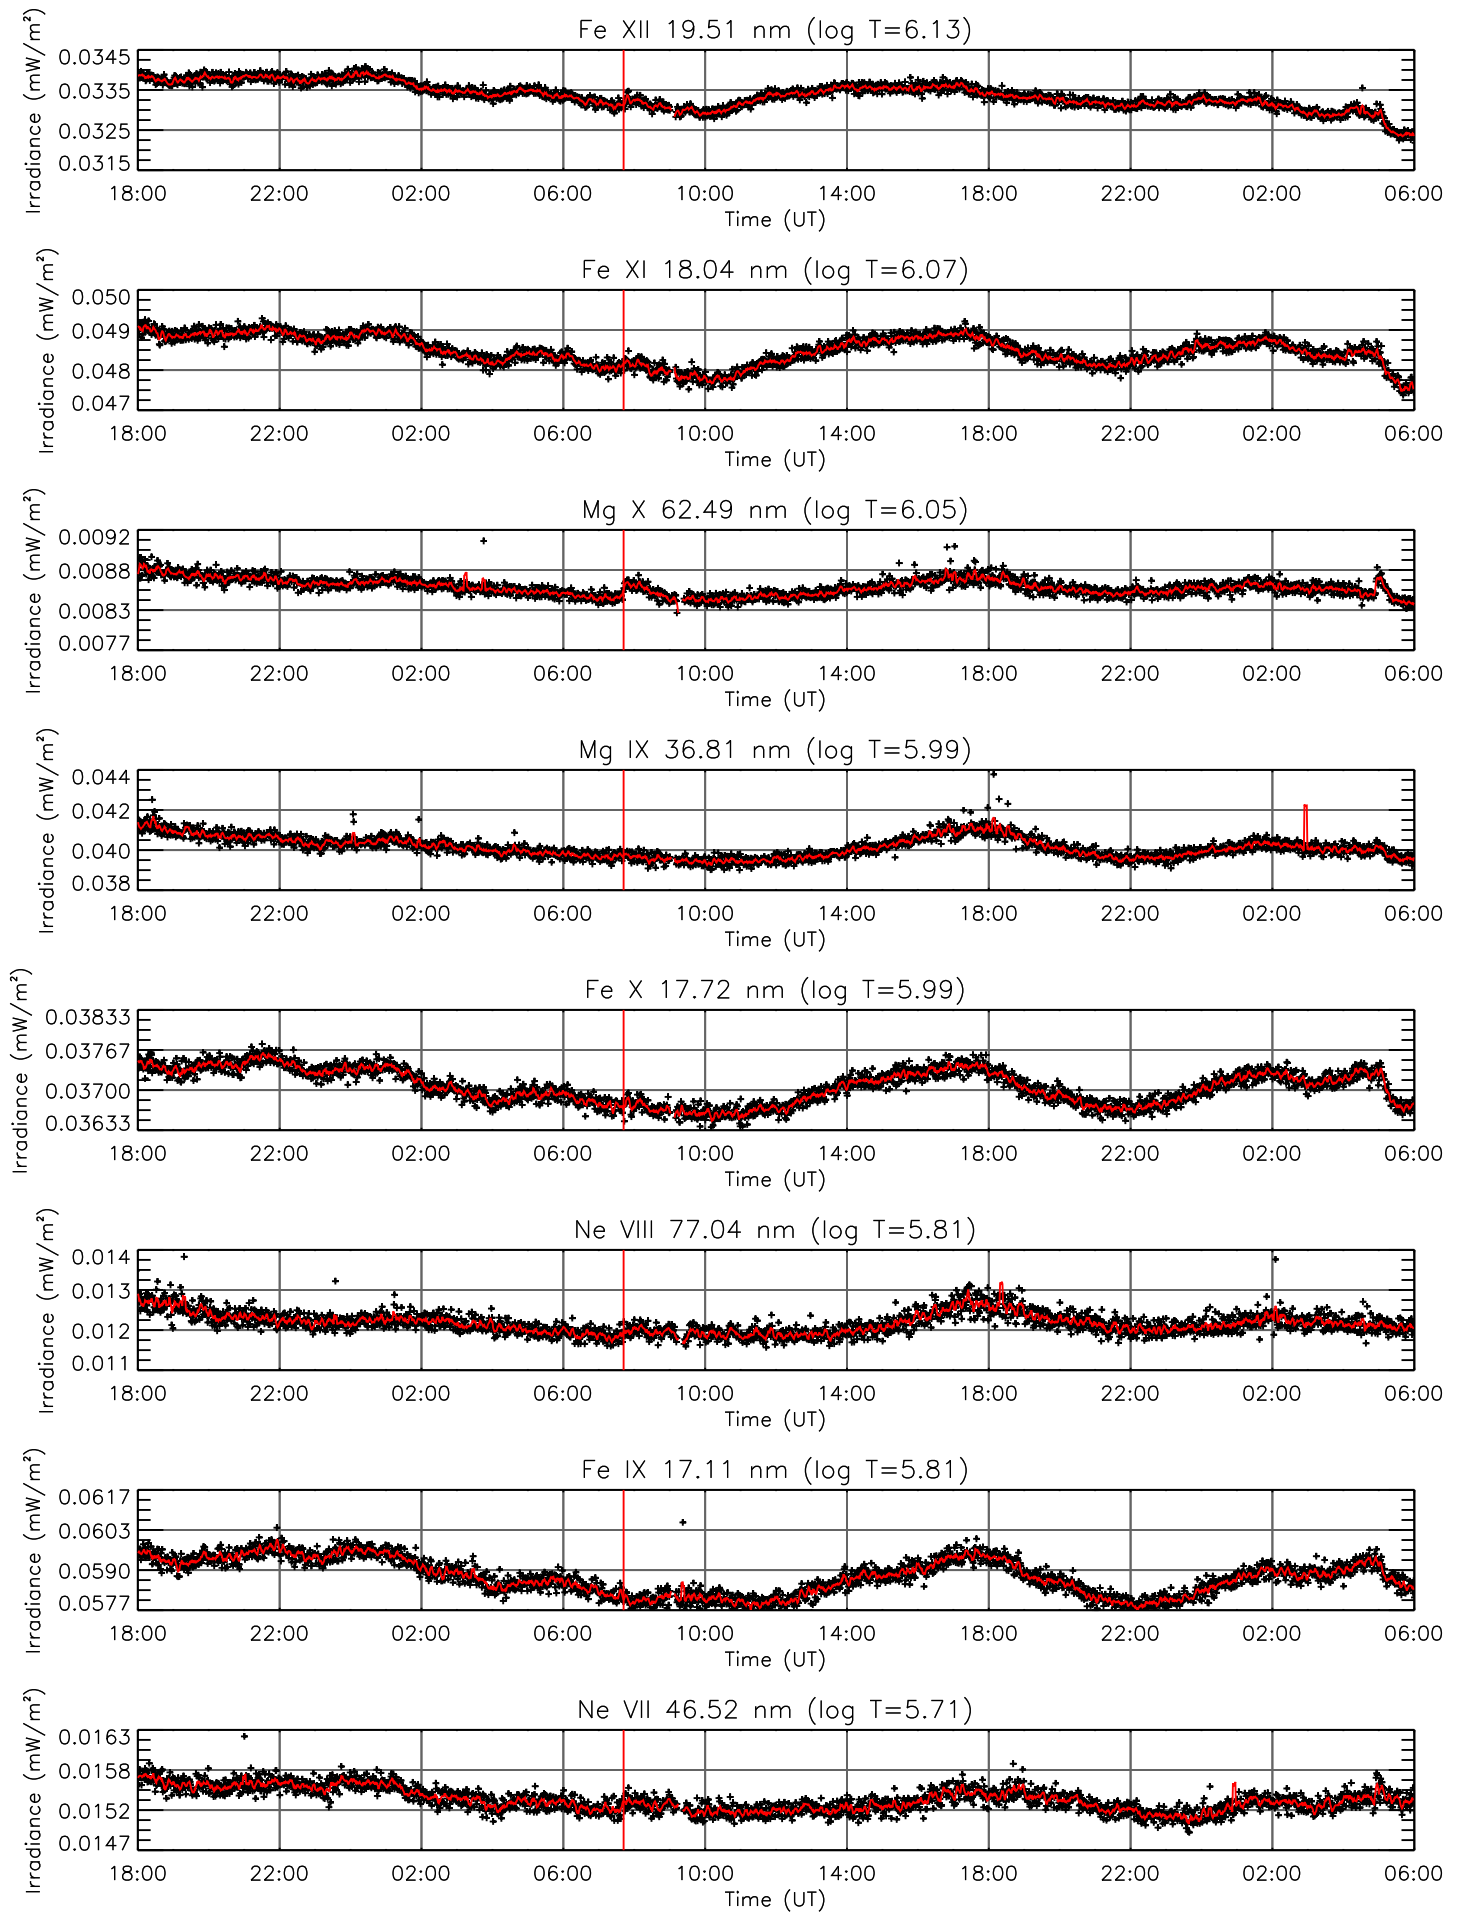 Fe XII 19.51 nm (log T=6.13)
Irradiance (mW/m²)
0.0345
0.0335
0.0325
0.0315
18:00 22:00 02:00 06:00 10:00 14:00 18:00 22:00 02:00 06:00
Time (UT)
Fe XI 18.04 nm (log T=6.07)
Irradiance (mW/m²)
0.050
0.049
0.048
0.047
18:00 22:00 02:00 06:00 10:00 14:00 18:00 22:00 02:00 06:00
Time (UT)
Mg X 62.49 nm (log T=6.05)
Irradiance (mW/m²)
0.0092
0.0088
0.0083
0.0077
18:00 22:00 02:00 06:00 10:00 14:00 18:00 22:00 02:00 06:00
Time (UT)
Mg IX 36.81 nm (log T=5.99)
Irradiance (mW/m²)
0.044
0.042
0.040
0.038
18:00 22:00 02:00 06:00 10:00 14:00 18:00 22:00 02:00 06:00
Time (UT)
Fe X 17.72 nm (log T=5.99)
Irradiance (mW/m²)
0.03833
0.03767
0.03700
0.03633
18:00 22:00 02:00 06:00 10:00 14:00 18:00 22:00 02:00 06:00
Time (UT)
Ne VIII 77.04 nm (log T=5.81)
Irradiance (mW/m²)
0.014
0.013
0.012
0.011
18:00 22:00 02:00 06:00 10:00 14:00 18:00 22:00 02:00 06:00
Time (UT)
Fe IX 17.11 nm (log T=5.81)
Irradiance (mW/m²)
0.0617
0.0603
0.0590
0.0577
18:00 22:00 02:00 06:00 10:00 14:00 18:00 22:00 02:00 06:00
Time (UT)
Ne VII 46.52 nm (log T=5.71)
Irradiance (mW/m²)
0.0163
0.0158
0.0152
0.0147
18:00 22:00 02:00 06:00 10:00 14:00 18:00 22:00 02:00 06:00
Time (UT)